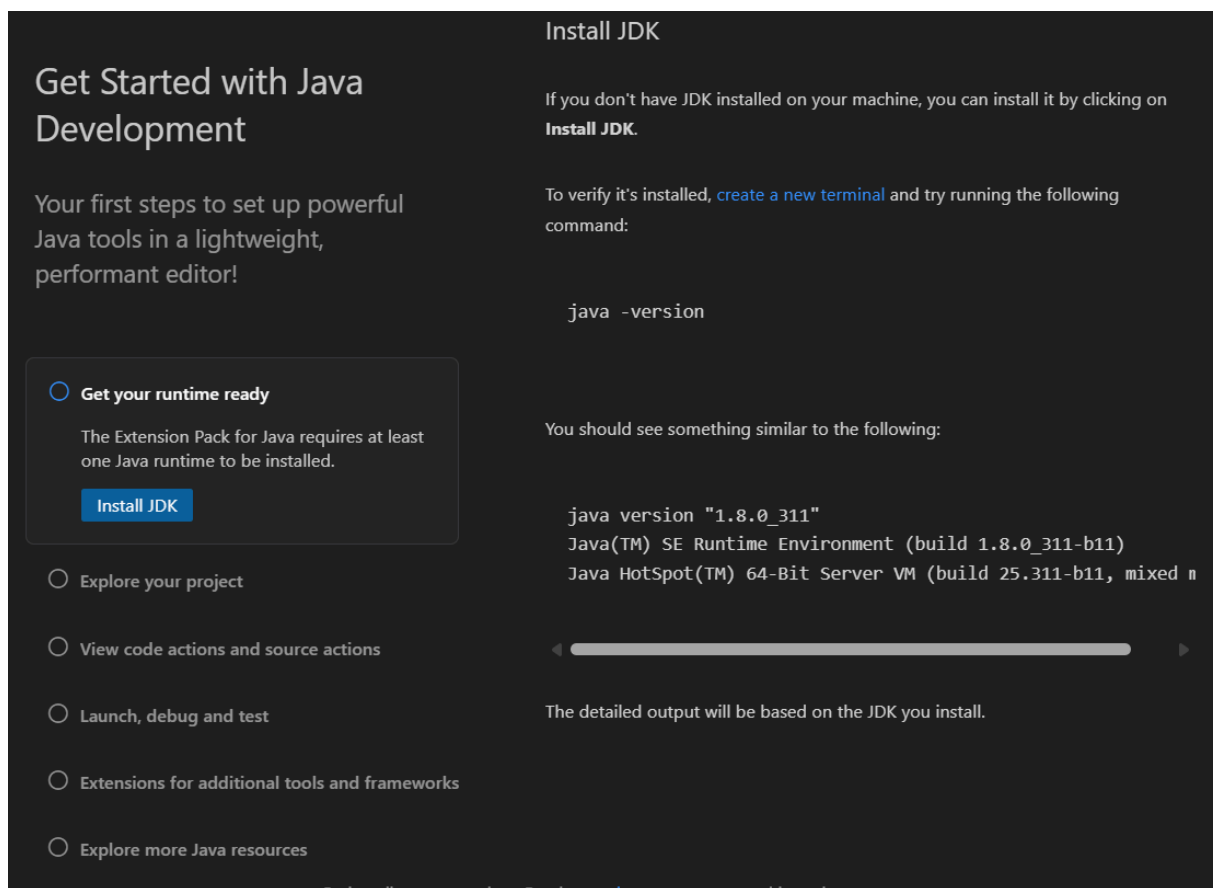 Get Started with Java
Development
Your first steps to set up powerful
Java tools in a lightweight,
performant editor!
Get your runtime ready
The Extension Pack for Java requires at least
one Java runtime to be installed.
Install JDK
Explore your project
View code actions and source actions
Launch, debug and test
Extensions for additional tools and frameworks
Explore more Java resources
Install JDK
If you don't have JDK installed on your machine, you can install it by clicking on
Install JDK.
To verify it's installed, create a new terminal and try running the following
command:
java -version
You should see something similar to the following:
java version "1.8.0_311"
Java(TM) SE Runtime Environment (build 1.8.0_311-b11)
Java HotSpot(TM) 64-Bit Server VM (build 25.311-b11, mixed
The detailed output will be based on the JDK you install.